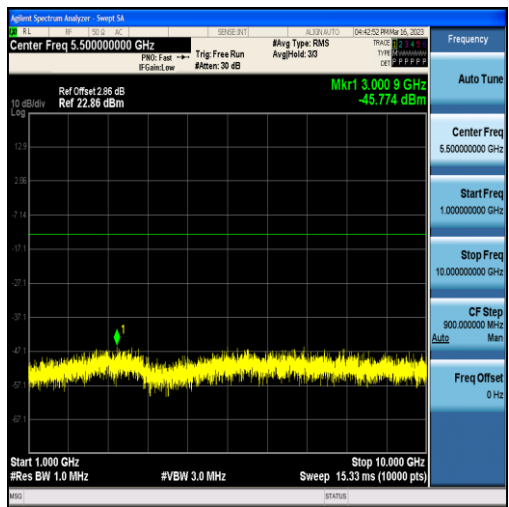 Agilent Spectrum Analyzer - Swept SA
RL RF 50 Ω AC SENSE:INT ALIGNAUTO 04:42:52 PM Mar 16, 2023
Center Freq 5.500000000 GHz #Avg Type: RMS TRACE 1 2 3 4 5 6 Frequency
PNO: Fast Trig: Free Run Avg|Hold: 3/3 TYPE
IFGain:Low #Atten: 30 dB DET P P P P P P
Auto Tune
Mkr1 3.000 9 GHz
Ref Offset 2.86 dB
10 dB/div Ref 22.86 dBm -45.774 dBm
Log
Center Freq
5.500000000 GHz
12.9
2.86
Start Freq
1.000000000 GHz
-7.14
-17.1
Stop Freq
10.000000000 GHz
-27.1
-37.1
CF Step
900.000000 MHz
Auto Man
1
-47.1
-57.1
Freq Offset
0 Hz
-67.1
Start 1.000 GHz Stop 10.000 GHz
#Res BW 1.0 MHz #VBW 3.0 MHz Sweep 15.33 ms (10000 pts)
MSG STATUS